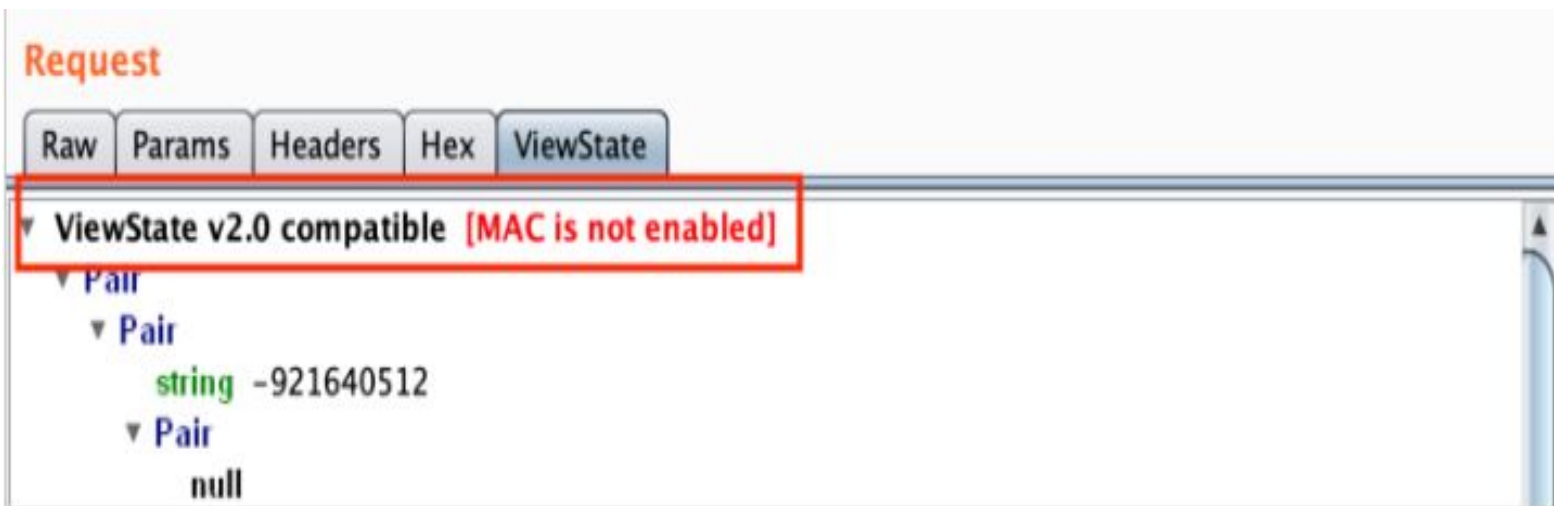 Request
Raw Params Headers Hex ViewState
ViewState v2.0 compatible [MAC is not enabled]
Pair
Pair
string -921640512
Pair
null